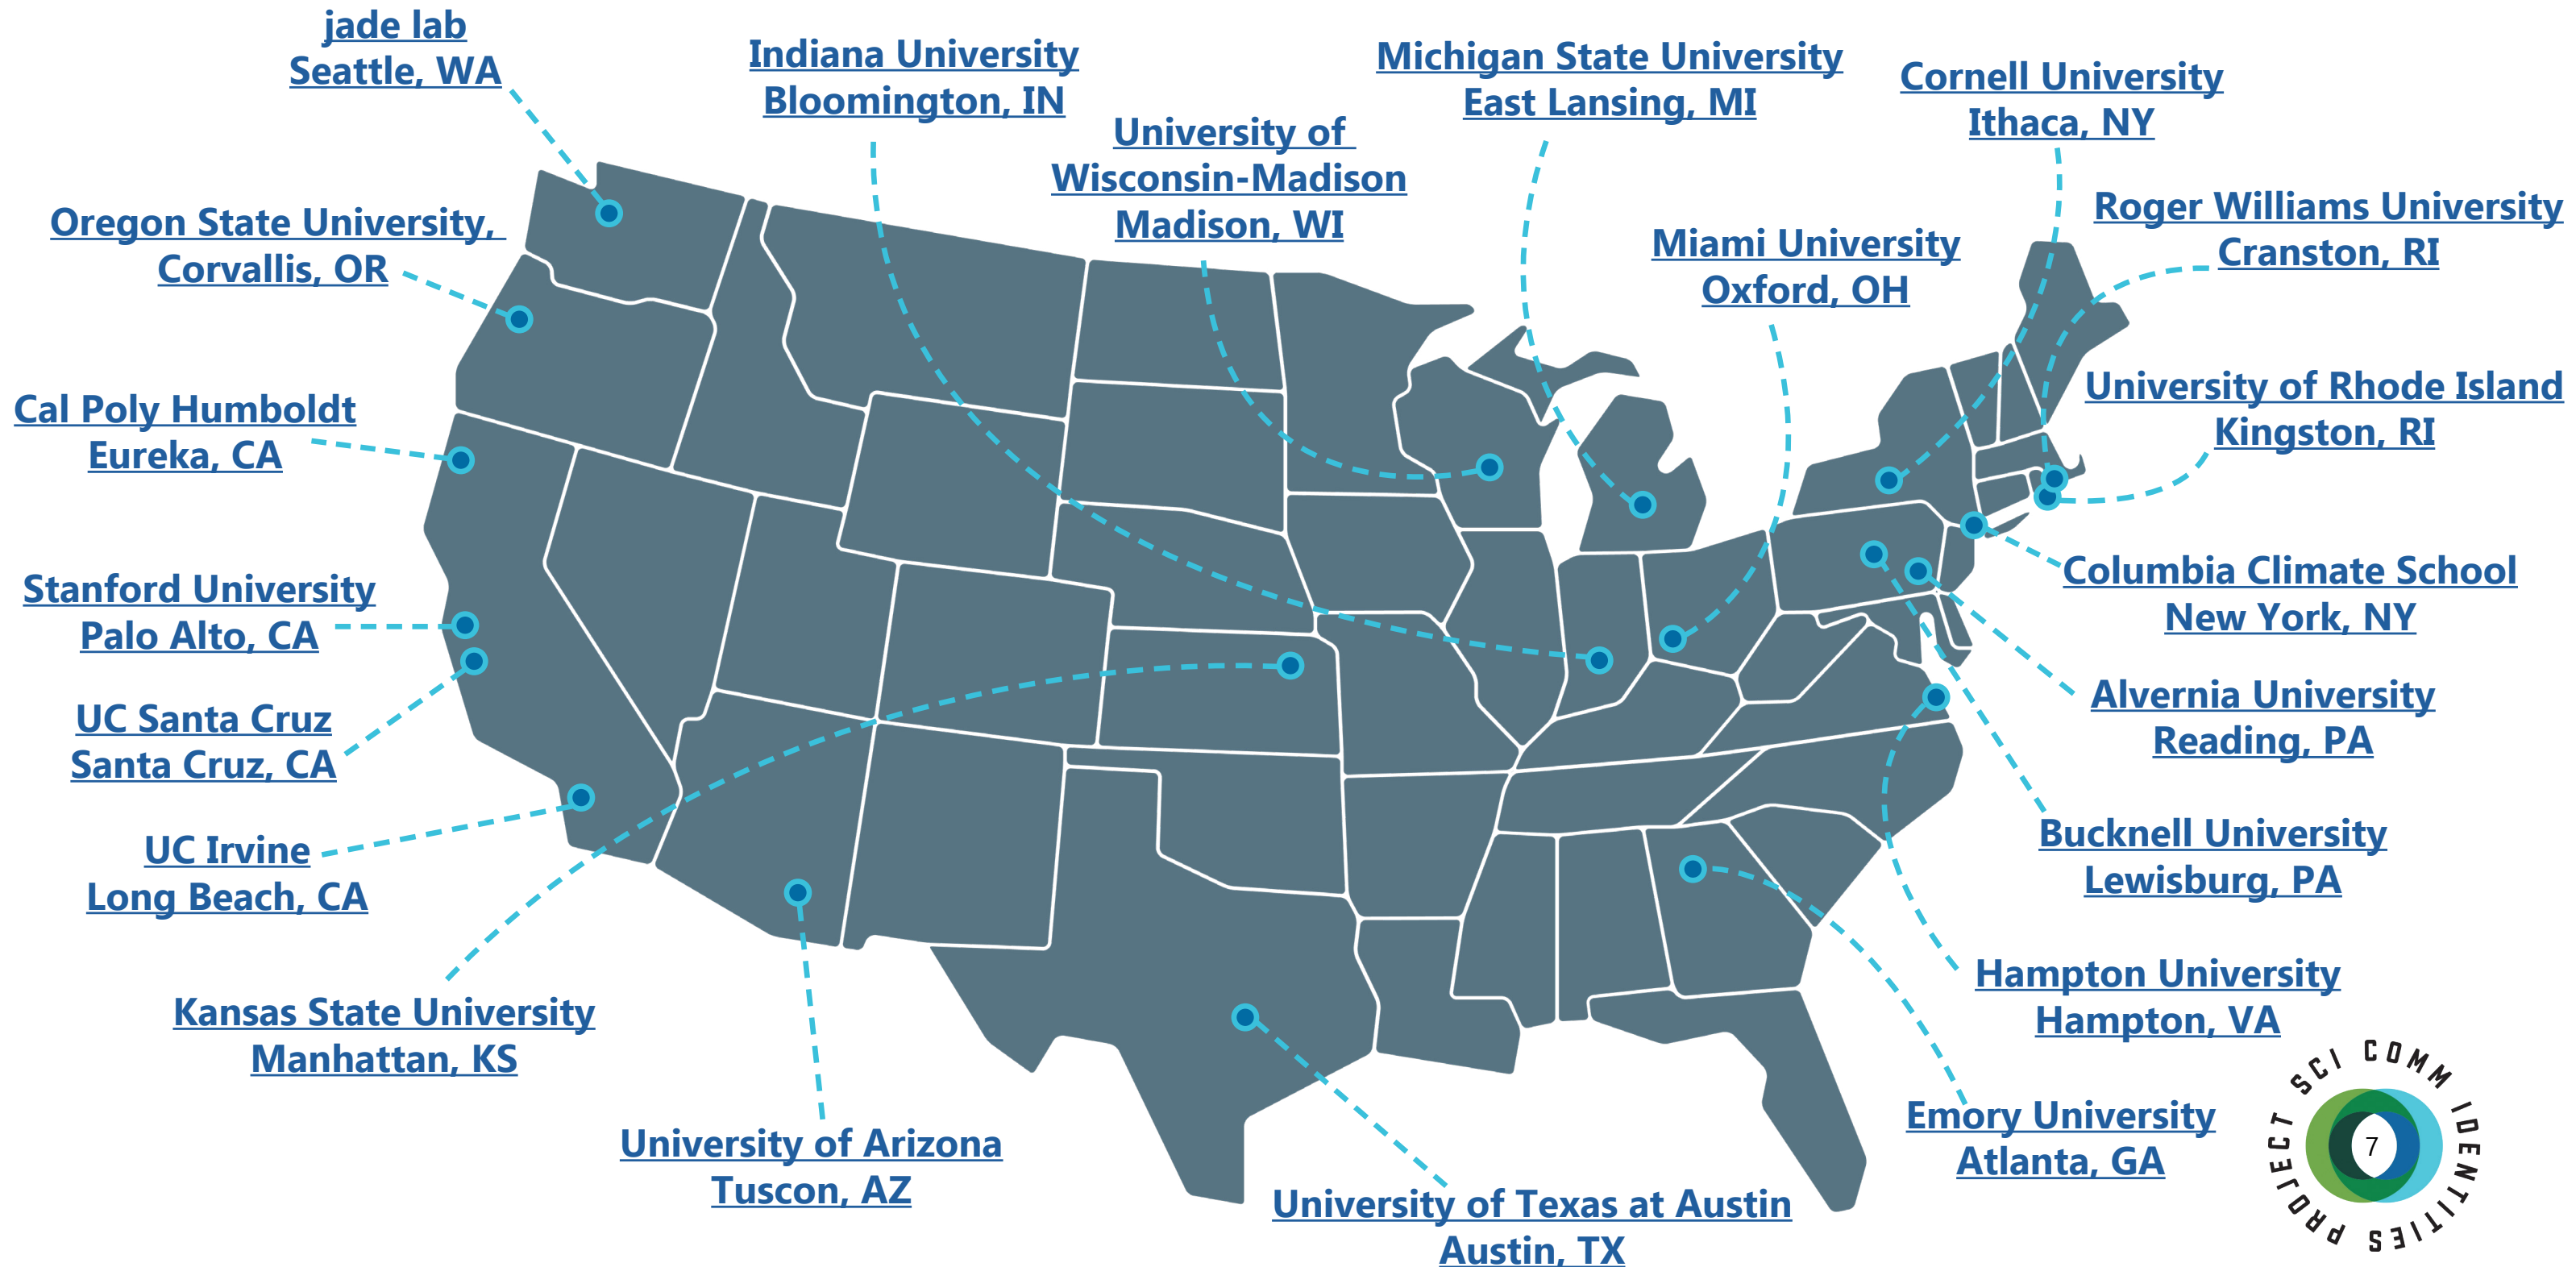 jade lab
Seattle, WA
Indiana University
Bloomington, IN
University of
Wisconsin-Madison
Madison, WI
Michigan State University
East Lansing, MI
Cornell University
Ithaca, NY
Oregon State University,
Corvallis, OR
Miami University
Oxford, OH
Roger Williams University
Cranston, RI
Cal Poly Humboldt
Eureka, CA
University of Rhode Island
Kingston, RI
Stanford University
Palo Alto, CA
Columbia Climate School
New York, NY
UC Santa Cruz
Santa Cruz, CA
Alvernia University
Reading, PA
UC Irvine
Long Beach, CA
Bucknell University
Lewisburg, PA
Kansas State University
Manhattan, KS
Hampton University
Hampton, VA
University of Arizona
Tuscon, AZ
Emory University
Atlanta, GA
University of Texas at Austin
Austin, TX
SCI COMM IDENTITIES PROJECT
7